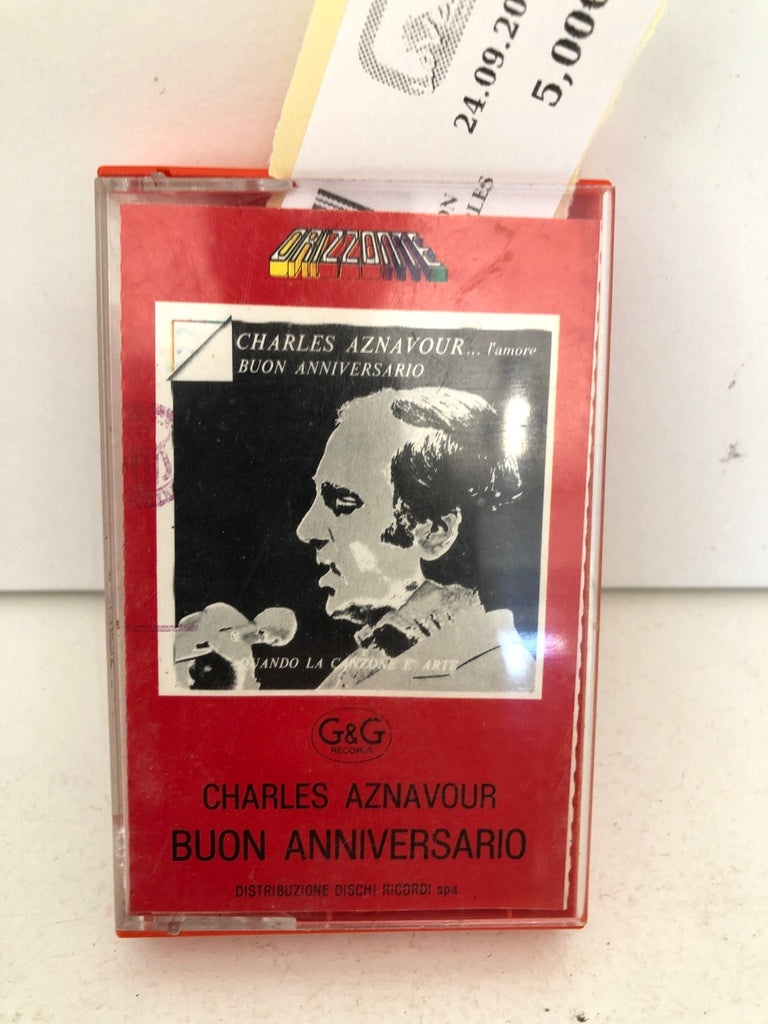 24.09.20
5,00€
ORIZZONTE
CHARLES AZNAVOUR... l'amore
BUON ANNIVERSARIO
QUANDO LA CANZONE E' ARTE
G&G
RECORDS
CHARLES AZNAVOUR
BUON ANNIVERSARIO
DISTRIBUZIONE DISCHI RICORDI spa